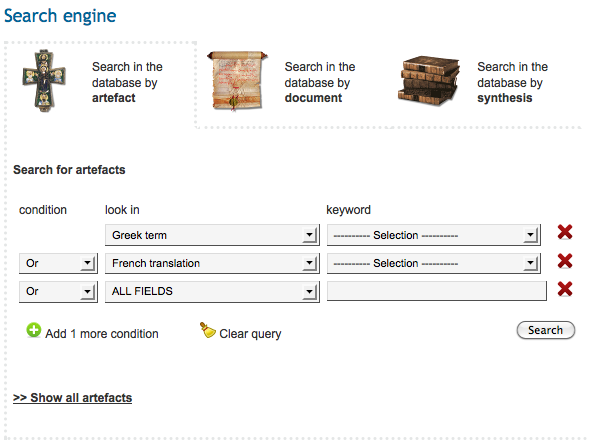 Search engine
Search in the
database by
artefact
Search in the
database by
document
Search in the
database by
synthesis
Search for artefacts
condition look in keyword
Greek term ---------- Selection ----------
Or French translation ---------- Selection ----------
Or ALL FIELDS
Add 1 more condition Clear query Search
>> Show all artefacts